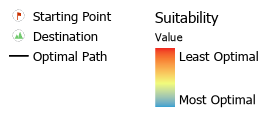 Starting Point
Destination
Optimal Path
Suitability
Value
Least Optimal
Most Optimal